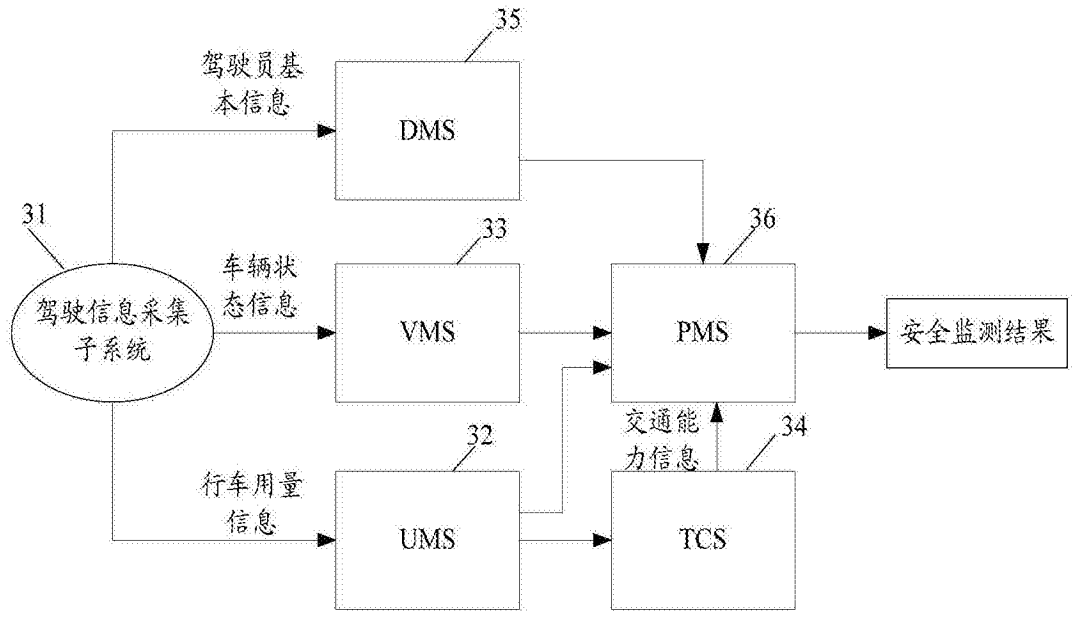 35
驾驶员基
本信息
DMS
31
33
36
车辆状
态信息
驾驶信息采集
子系统
VMS
PMS
安全监测结果
32
交通能
力信息
34
行车用量
信息
UMS
TCS